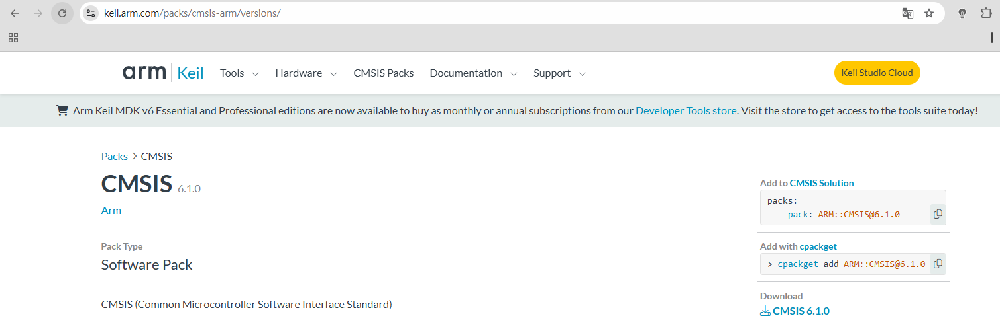 keil.arm.com/packs/cmsis-arm/versions/
arm Keil Tools Hardware CMSIS Packs Documentation Support Keil Studio Cloud
Arm Keil MDK v6 Essential and Professional editions are now available to buy as monthly or annual subscriptions from our Developer Tools store. Visit the store to get access to the tools suite today!
Packs > CMSIS
CMSIS 6.1.0
Arm
Pack Type
Software Pack
CMSIS (Common Microcontroller Software Interface Standard)
Add to CMSIS Solution
packs:
- pack: ARM::CMSIS@6.1.0
Add with cpackget
> cpackget add ARM::CMSIS@6.1.0
Download
CMSIS 6.1.0